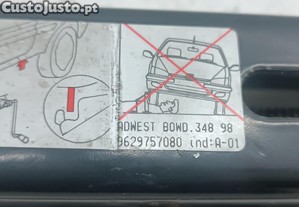 CustoJusto.pt
ADWEST BOWD.348 98
9629757080 ind:A-01